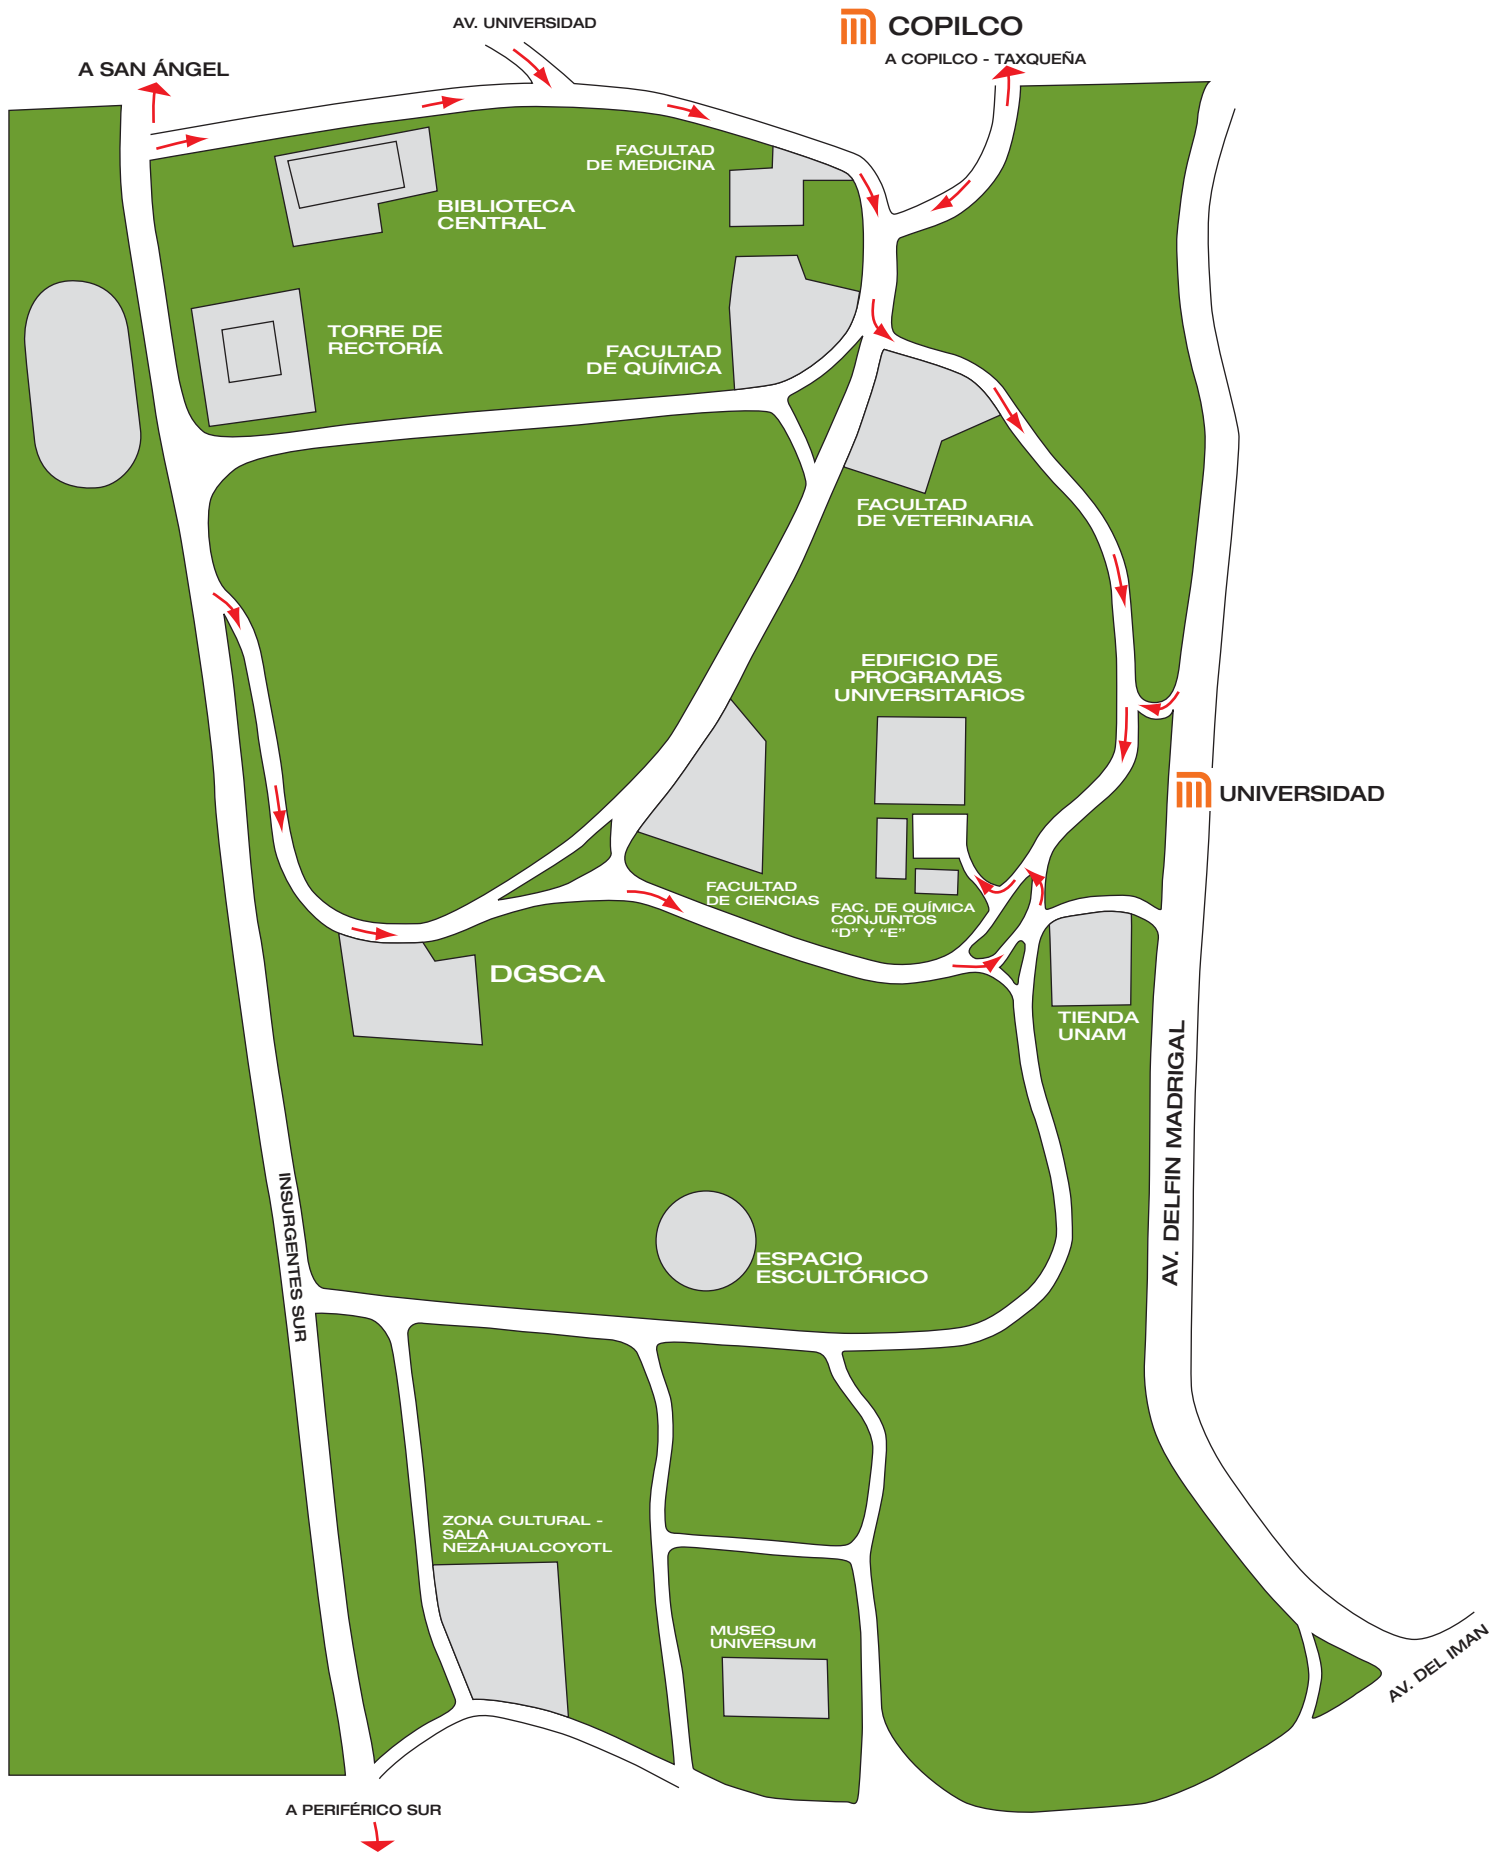 AV. UNIVERSIDAD
COPILCO
A COPILCO - TAXQUEÑA
A SAN ÁNGEL
FACULTAD
DE MEDICINA
BIBLIOTECA
CENTRAL
TORRE DE
RECTORÍA
FACULTAD
DE QUÍMICA
FACULTAD
DE VETERINARIA
EDIFICIO DE
PROGRAMAS
UNIVERSITARIOS
UNIVERSIDAD
FACULTAD
DE CIENCIAS
FAC. DE QUÍMICA
CONJUNTOS
“D” Y “E”
DGSCA
TIENDA
UNAM
AV. DELFIN MADRIGAL
INSURGENTES SUR
ESPACIO
ESCULTÓRICO
ZONA CULTURAL -
SALA
NEZAHUALCOYOTL
MUSEO
UNIVERSUM
AV. DEL IMAN
A PERIFÉRICO SUR